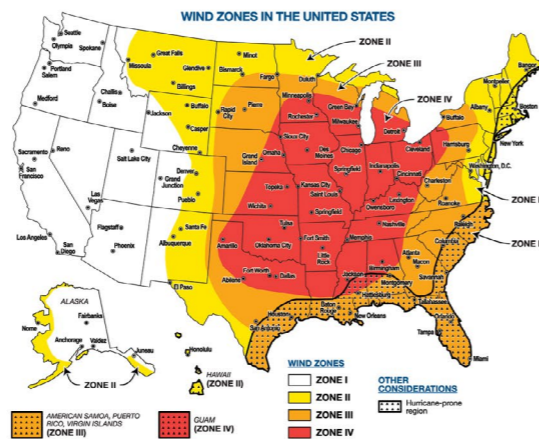 WIND ZONES IN THE UNITED STATES
Seattle
Olympia
Spokane
Portland
Salem
Medford
Great Falls
Missoula
Glendive
Billings
Challis
Boise
Jackson
Buffalo
Casper
Cheyenne
Minot
Bismarck
Fargo
Duluth
Minneapolis
Rochester
Rapid
City
Pierre
Sioux City
Green Bay
Milwaukee
ZONE II
ZONE III
ZONE IV
Detroit
Cleveland
Buffalo
Albany
Montpelier
Bangor
Boston
New York
Harrisburg
Washington, D.C.
Sacramento
San
Francisco
Reno
Salt Lake City
Grand
Junction
Denver
Pueblo
Las
Vegas
Los Angeles
San
Diego
Flagstaff
Phoenix
Santa Fe
Albuquerque
El Paso
Grand
Island
Omaha
Des
Moines
Chicago
Springfield
Indianapolis
Cincinnati
Topeka
Kansas City
Saint Louis
Wichita
Springfield
Owensboro
Lexington
Charleston
Roanoke
Raleigh
Columbia
Nashville
Tulsa
Amarillo
Oklahoma City
Fort Smith
Little
Rock
Memphis
Atlanta
Macon
Savannah
Birmingham
Montgomery
Jackson
Fort Worth
Dallas
Abilene
Houston
San Antonio
Baton
Rouge
New Orleans
Hattiesburg
Tallahassee
Orlando
Tampa
Miami
ZONE I
ZONE I
ALASKA
Nome
Fairbanks
Anchorage
Valdez
Juneau
ZONE II
Honolulu
HAWAII
(ZONE II)
WIND ZONES
ZONE I
ZONE II
ZONE III
ZONE IV
OTHER
CONSIDERATIONS
Hurricane-prone
region
AMERICAN SAMOA, PUERTO
RICO, VIRGIN ISLANDS
(ZONE III)
GUAM
(ZONE IV)